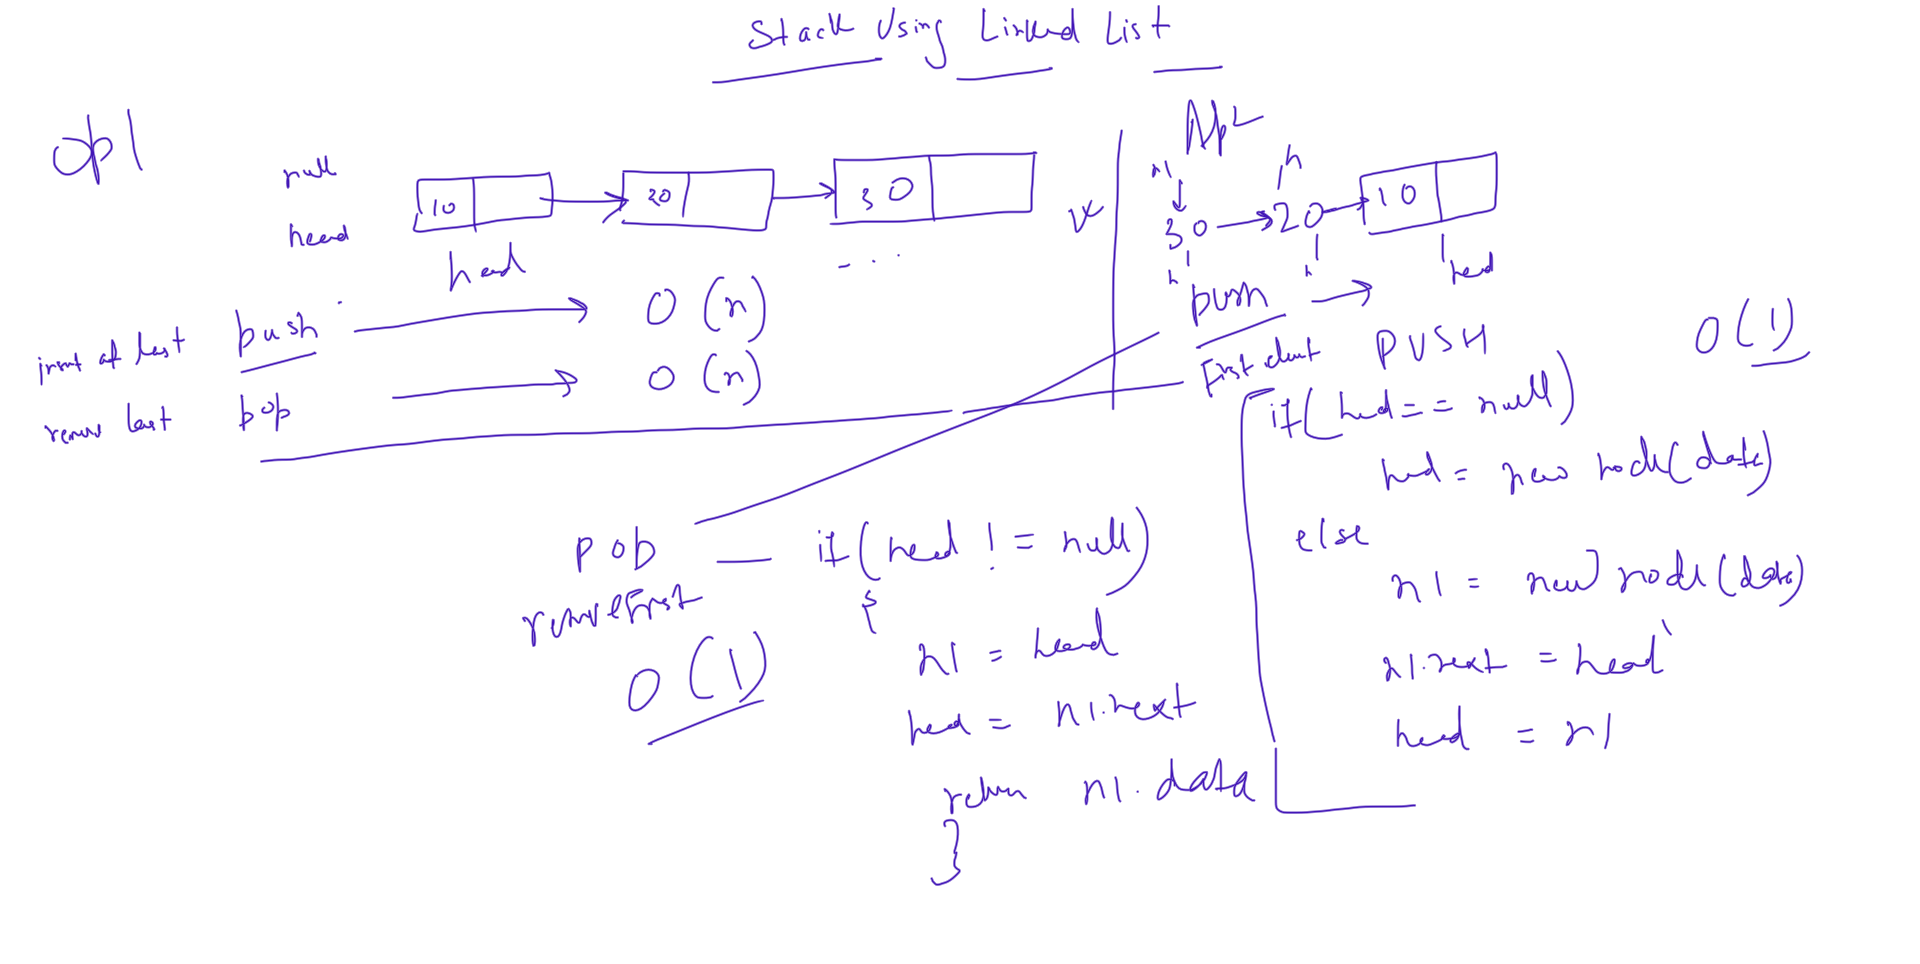 Stack Using Linked List
op1
null
10 20 30
head
head
...
insert at last push O(n)
remove last pop O(n)
App2
n1 h
30 20 10
h h head
push
First element PUSH O(1)
if(head== null)
head = new node(data)
else
n1 = new node(data)
n1.next = head
head = n1
pop if(head != null)
removeFirst {
O(1) n1 = head
head = n1.next
return n1.data
}